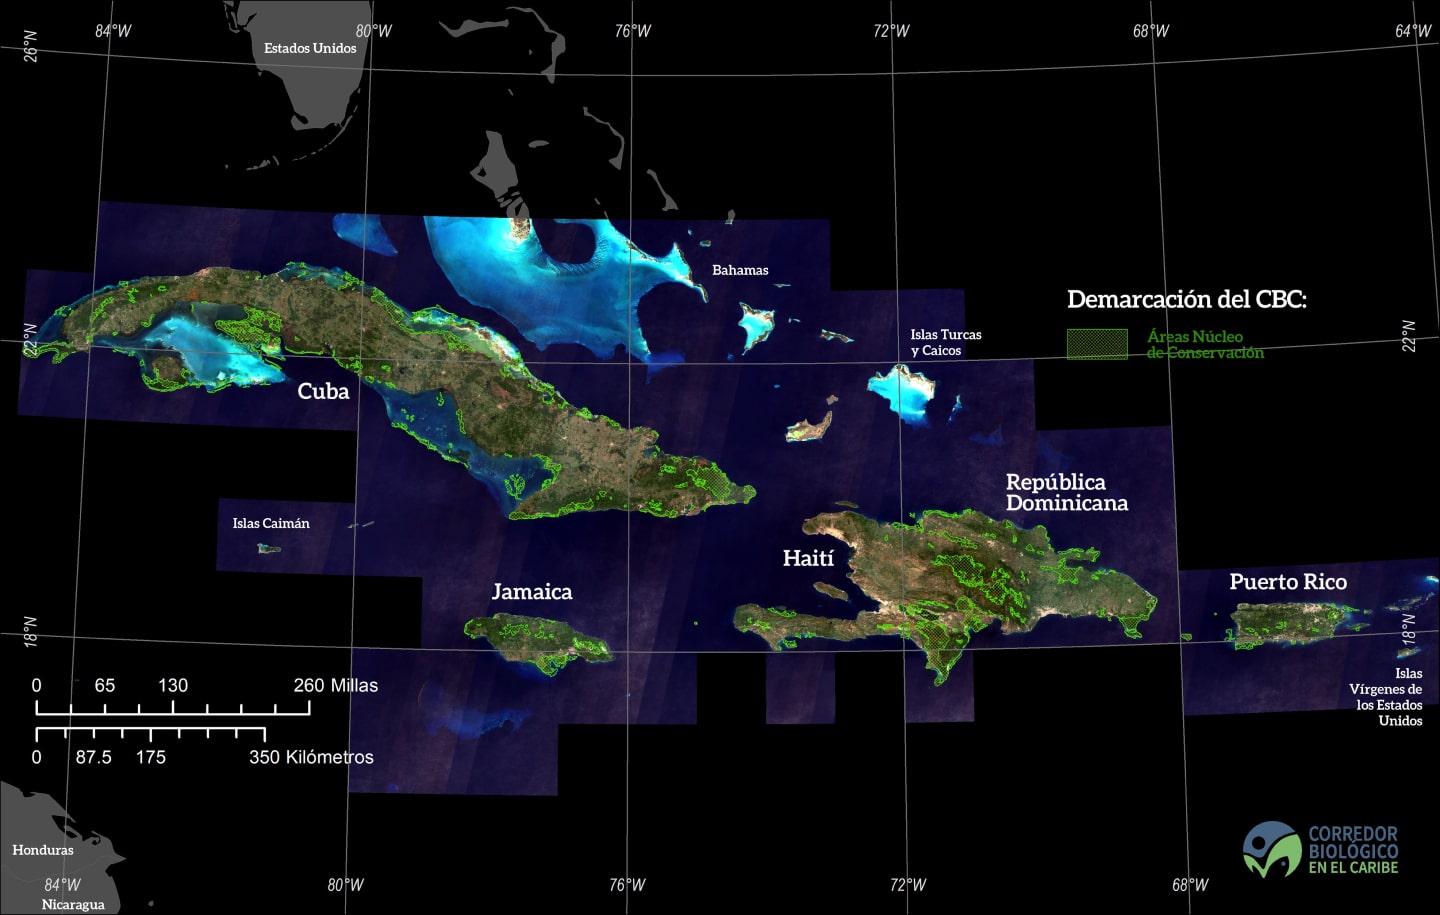 84°W
80°W
76°W
72°W
68°W
64°W
26°N
Estados Unidos
Bahamas
Demarcación del CBC:
Áreas Núcleo
de Conservación
Islas Turcas
y Caicos
22°N
22°N
Cuba
República
Dominicana
Islas Caimán
Haití
Jamaica
Puerto Rico
18°N
18°N
Islas
Vírgenes de
los Estados
Unidos
0 65 130 260 Millas
0 87.5 175 350 Kilómetros
CORREDOR
BIOLÓGICO
EN EL CARIBE
Honduras
84°W
80°W
76°W
72°W
68°W
Nicaragua